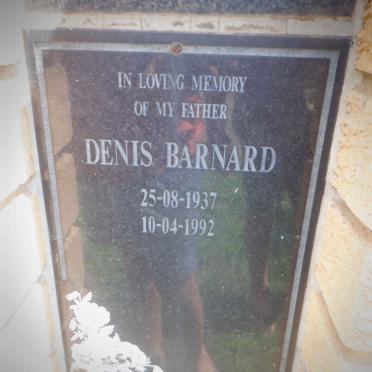 IN LOVING MEMORY
OF MY FATHER
DENIS BARNARD
25-08-1937
10-04-1992